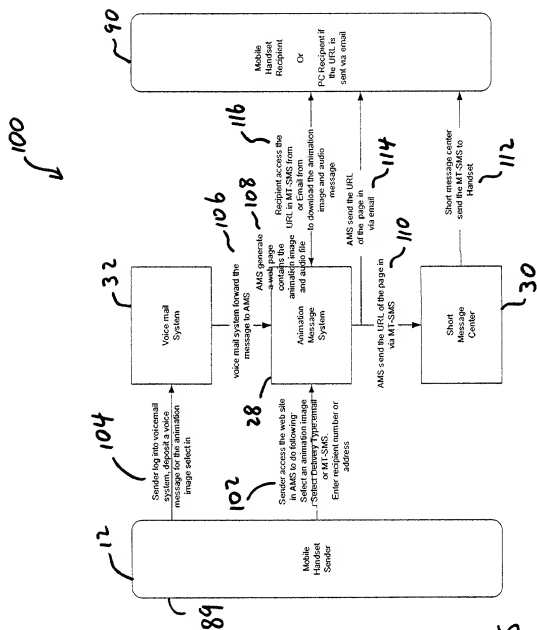 100
90
Mobile
Handset
Recipient
Or
PC Recipient if
the URL is
sent via email
116
Recipient access the
URL in MT-SMS from
or Email from
to download the animation
image and audio
message
114
AMS send the URL
of the page in
via email
Short message center
send the MT-SMS to
Handset
112
32
Voice mail
System
106
voice mail system forward the
message to AMS
108
AMS generate
a web page
contains the
animation image
and audio file
28
Animation
Message
System
110
AMS send the URL of the page in
via MT-SMS
30
Short
Message
Center
104
Sender log into voicemail
system, deposit a voice
message for the animation
image select in
102
Sender access the web site
in AMS to do following:
Select an animation image
Select Delivery Type:email
or MT-SMS.
Enter recipient number or
address
12
89
Mobile
Handset
Sender